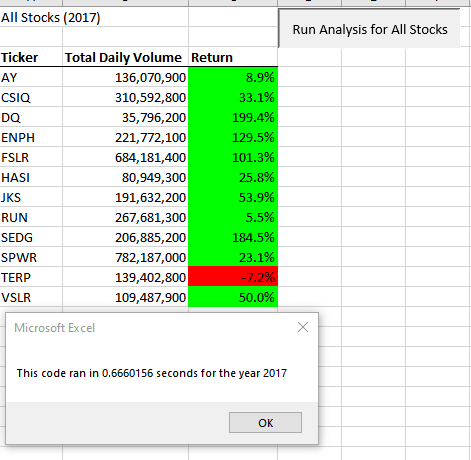 All Stocks (2017)
Run Analysis for All Stocks
Ticker Total Daily Volume Return
AY 136,070,900 8.9%
CSIQ 310,592,800 33.1%
DQ 35,796,200 199.4%
ENPH 221,772,100 129.5%
FSLR 684,181,400 101.3%
HASI 80,949,300 25.8%
JKS 191,632,200 53.9%
RUN 267,681,300 5.5%
SEDG 206,885,200 184.5%
SPWR 782,187,000 23.1%
TERP 139,402,800 -7.2%
VSLR 109,487,900 50.0%
Microsoft Excel
This code ran in 0.6660156 seconds for the year 2017
OK